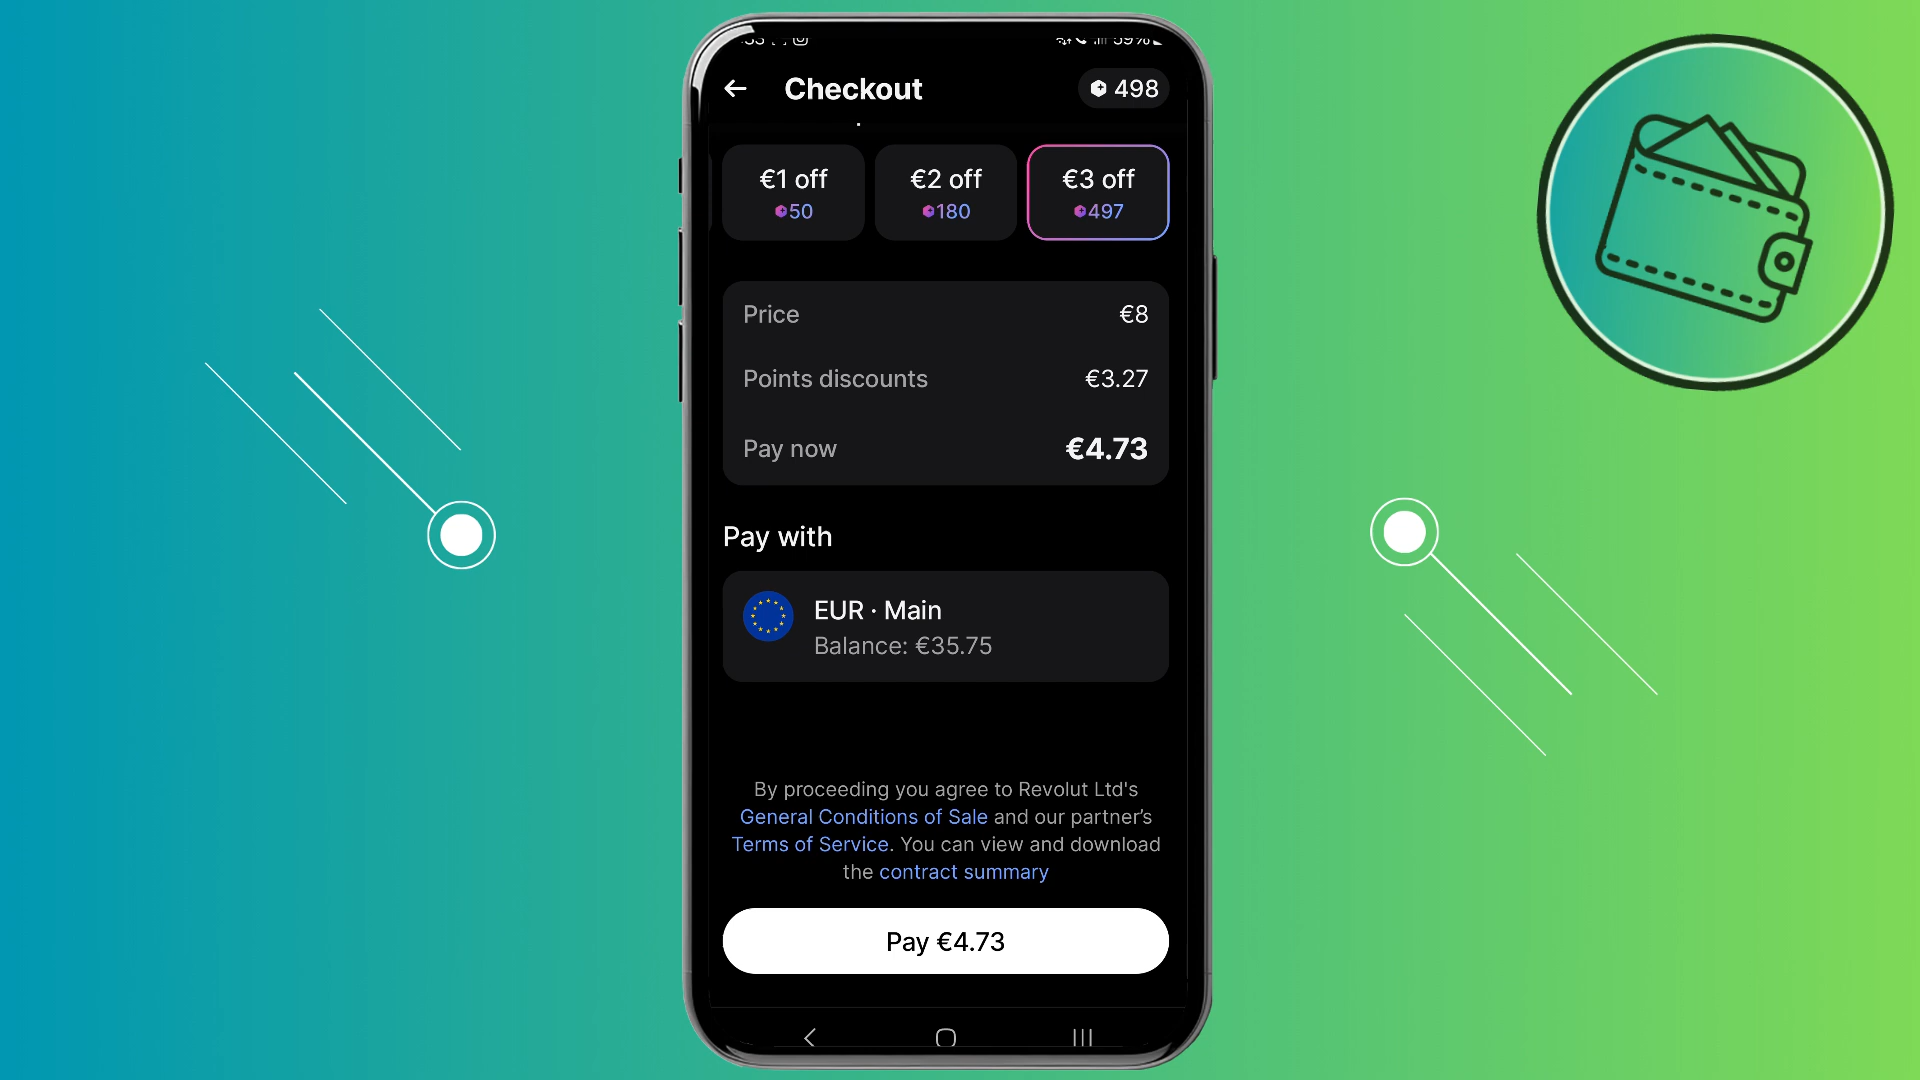 59%
Checkout
498
€1 off
€2 off
€3 off
50
180
497
Price
€8
Points discounts
€3.27
Pay now
€4.73
Pay with
EUR · Main
Balance: €35.75
By proceeding you agree to Revolut Ltd's
General Conditions of Sale and our partner's
Terms of Service. You can view and download
the contract summary
Pay €4.73